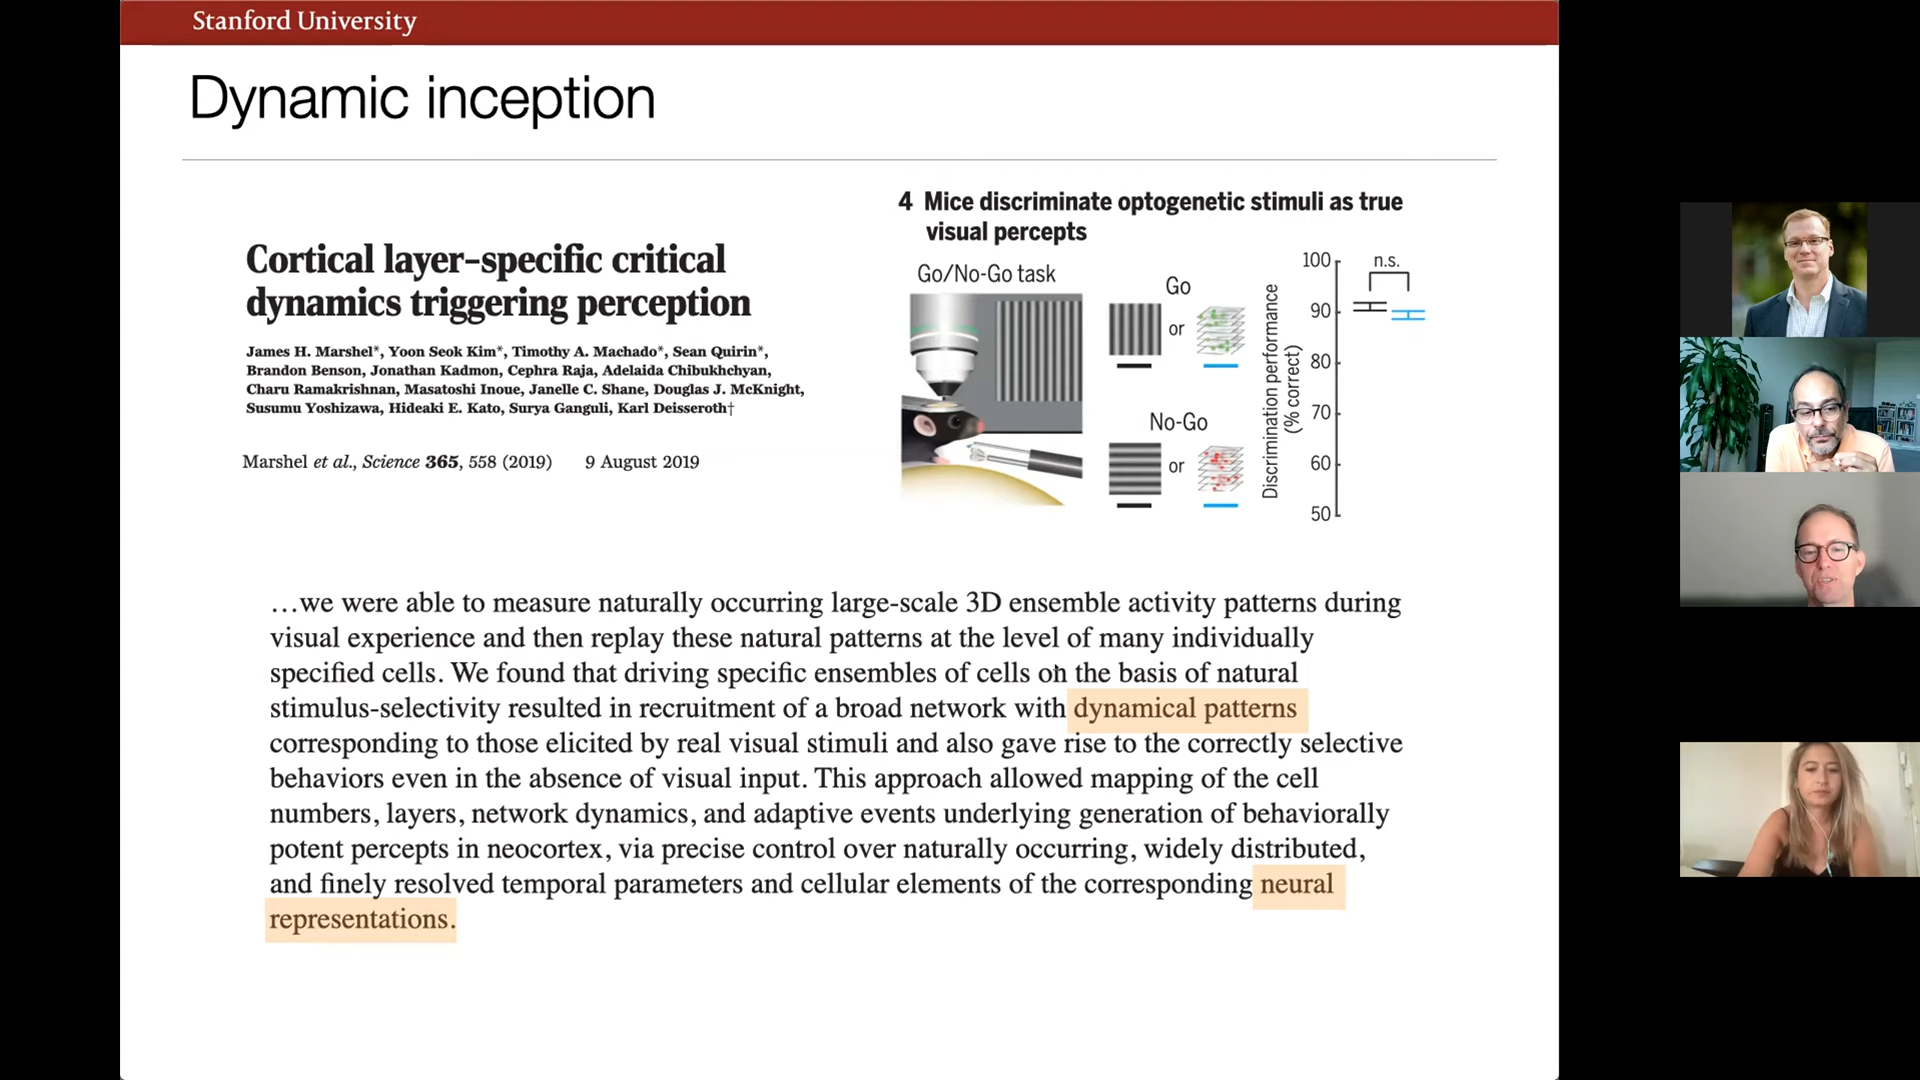 Stanford University
Dynamic inception
Cortical layer–specific critical
dynamics triggering perception
James H. Marshel*, Yoon Seok Kim*, Timothy A. Machado*, Sean Quirin*,
Brandon Benson, Jonathan Kadmon, Cephra Raja, Adelaida Chibukhchyan,
Charu Ramakrishnan, Masatoshi Inoue, Janelle C. Shane, Douglas J. McKnight,
Susumu Yoshizawa, Hideaki E. Kato, Surya Ganguli, Karl Deisseroth†
Marshel et al., Science 365, 558 (2019) 9 August 2019
4 Mice discriminate optogenetic stimuli as true
visual percepts
Go/No-Go task
Go
or
No-Go
or
Discrimination performance
(% correct)
100
90
80
70
60
50
n.s.
…we were able to measure naturally occurring large-scale 3D ensemble activity patterns during
visual experience and then replay these natural patterns at the level of many individually
specified cells. We found that driving specific ensembles of cells on the basis of natural
stimulus-selectivity resulted in recruitment of a broad network with dynamical patterns
corresponding to those elicited by real visual stimuli and also gave rise to the correctly selective
behaviors even in the absence of visual input. This approach allowed mapping of the cell
numbers, layers, network dynamics, and adaptive events underlying generation of behaviorally
potent percepts in neocortex, via precise control over naturally occurring, widely distributed,
and finely resolved temporal parameters and cellular elements of the corresponding neural
representations.